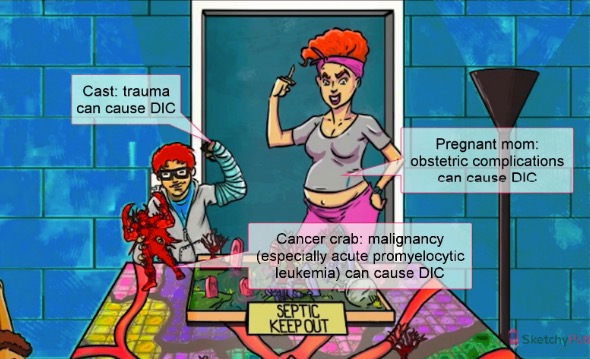 Cast: trauma
can cause DIC
Pregnant mom:
obstetric complications
can cause DIC
Cancer crab: malignancy
(especially acute promyelocytic
leukemia) can cause DIC
SEPTIC
KEEP OUT